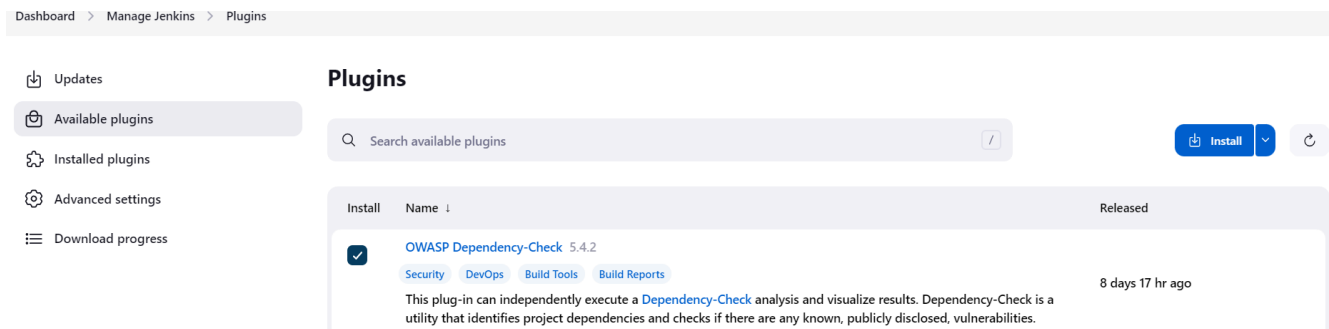 Dashboard > Manage Jenkins > Plugins
Updates
Available plugins
Installed plugins
Advanced settings
Download progress
Plugins
Search available plugins /
Install
Install Name ↓ Released
OWASP Dependency-Check 5.4.2
Security DevOps Build Tools Build Reports
8 days 17 hr ago
This plug-in can independently execute a Dependency-Check analysis and visualize results. Dependency-Check is a
utility that identifies project dependencies and checks if there are any known, publicly disclosed, vulnerabilities.